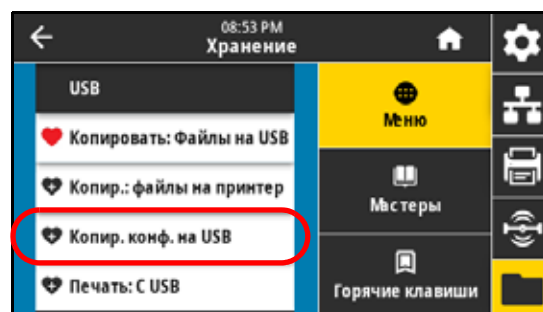 08:53 PM
Хранение
USB
Копировать: Файлы на USB
Копир.: файлы на принтер
Копир. конф. на USB
Печать: С USB
Меню
Мастеры
Горячие клавиши